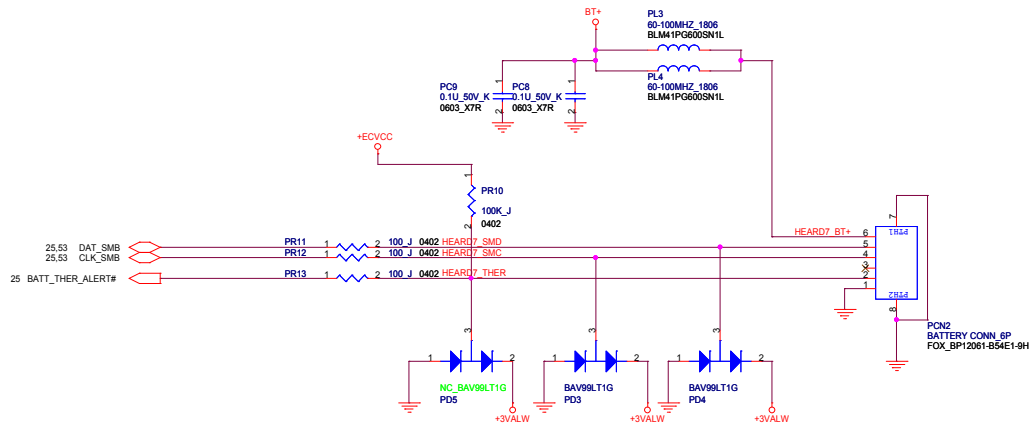 BT+
PL3
60-100MHZ_1806
BLM41PG600SN1L
PL4
60-100MHZ_1806
BLM41PG600SN1L
PC9
0.1U_50V_K
0603_X7R
1
2
PC8
0.1U_50V_K
0603_X7R
1
2
+ECVCC
1
PR10
100K_J
0402
2
25,53 DAT_SMB
PR11 1 2 100_J 0402 HEARD7_SMD
25,53 CLK_SMB
PR12 1 2 100_J 0402 HEARD7_SMC
25 BATT_THER_ALERT#
PR13 1 2 100_J 0402 HEARD7_THER
HEARD7_BT+
6
5
4
3
2
1
7
PTH1
PTH2
8
PCN2
BATTERY CONN_6P
FOX_BP12061-B54E1-9H
3
1 2
NC_BAV99LT1G
PD5
+3VALW
3
1 2
BAV99LT1G
PD3
+3VALW
3
1 2
BAV99LT1G
PD4
+3VALW